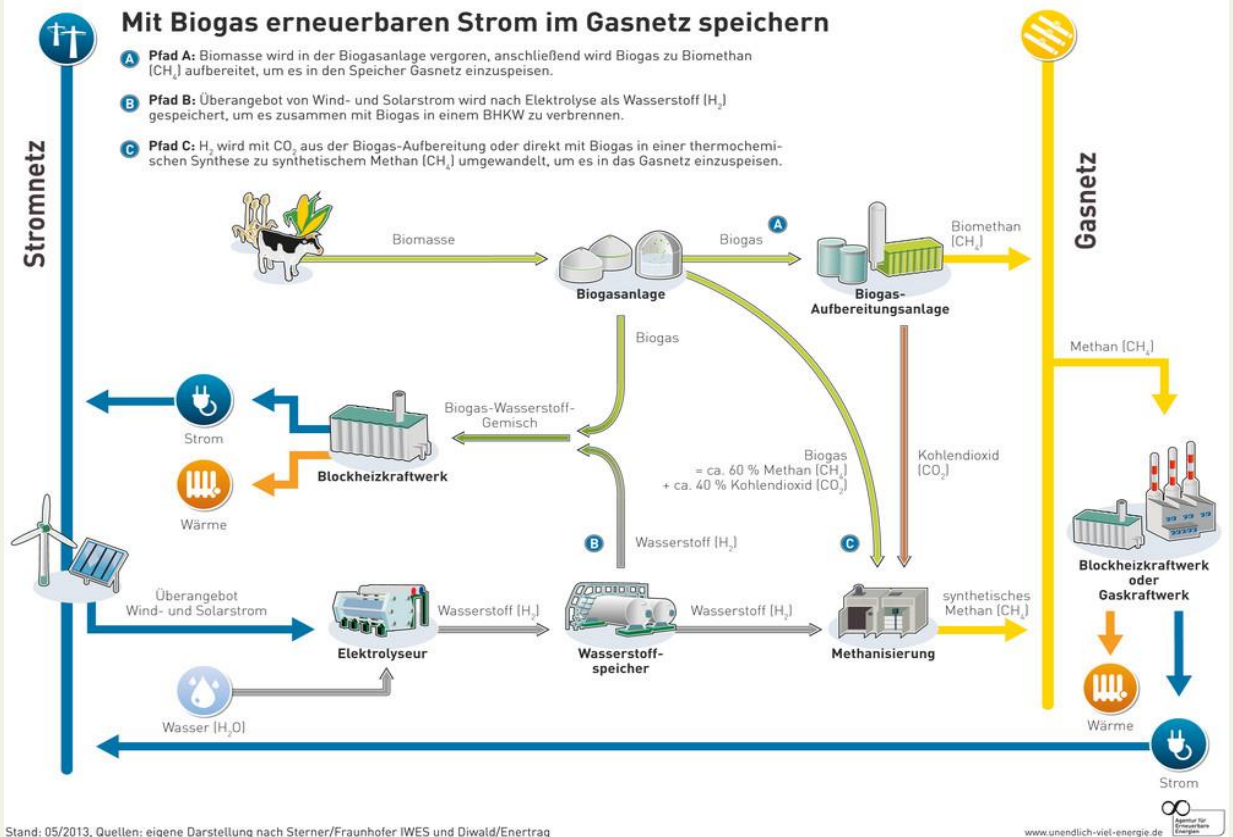 Mit Biogas erneuerbaren Strom im Gasnetz speichern
A Pfad A: Biomasse wird in der Biogasanlage vergoren, anschließend wird Biogas zu Biomethan
(CH₄) aufbereitet, um es in den Speicher Gasnetz einzuspeisen.
B Pfad B: Überangebot von Wind- und Solarstrom wird nach Elektrolyse als Wasserstoff (H₂)
gespeichert, um es zusammen mit Biogas in einem BHKW zu verbrennen.
C Pfad C: H₂ wird mit CO₂ aus der Biogas-Aufbereitung oder direkt mit Biogas in einer thermochemi-
schen Synthese zu synthetischem Methan (CH₄) umgewandelt, um es in das Gasnetz einzuspeisen.
Stromnetz
Gasnetz
Biomasse
Biogasanlage
Biogas
A
Biogas-
Aufbereitungsanlage
Biomethan
(CH₄)
Biogas
Methan (CH₄)
Strom
Wärme
Blockheizkraftwerk
Biogas-Wasserstoff-
Gemisch
Biogas
= ca. 60 % Methan (CH₄)
+ ca. 40 % Kohlendioxid (CO₂)
Kohlendioxid
(CO₂)
B
Wasserstoff (H₂)
C
Blockheizkraftwerk
oder
Gaskraftwerk
Überangebot
Wind- und Solarstrom
Elektrolyseur
Wasserstoff (H₂)
Wasserstoff-
speicher
Wasserstoff (H₂)
Methanisierung
synthetisches
Methan (CH₄)
Wasser (H₂O)
Wärme
Strom
Stand: 05/2013, Quellen: eigene Darstellung nach Sterner/Fraunhofer IWES und Diwald/Enertrag
www.unendlich-viel-energie.de
Agentur für
Erneuerbare
Energien